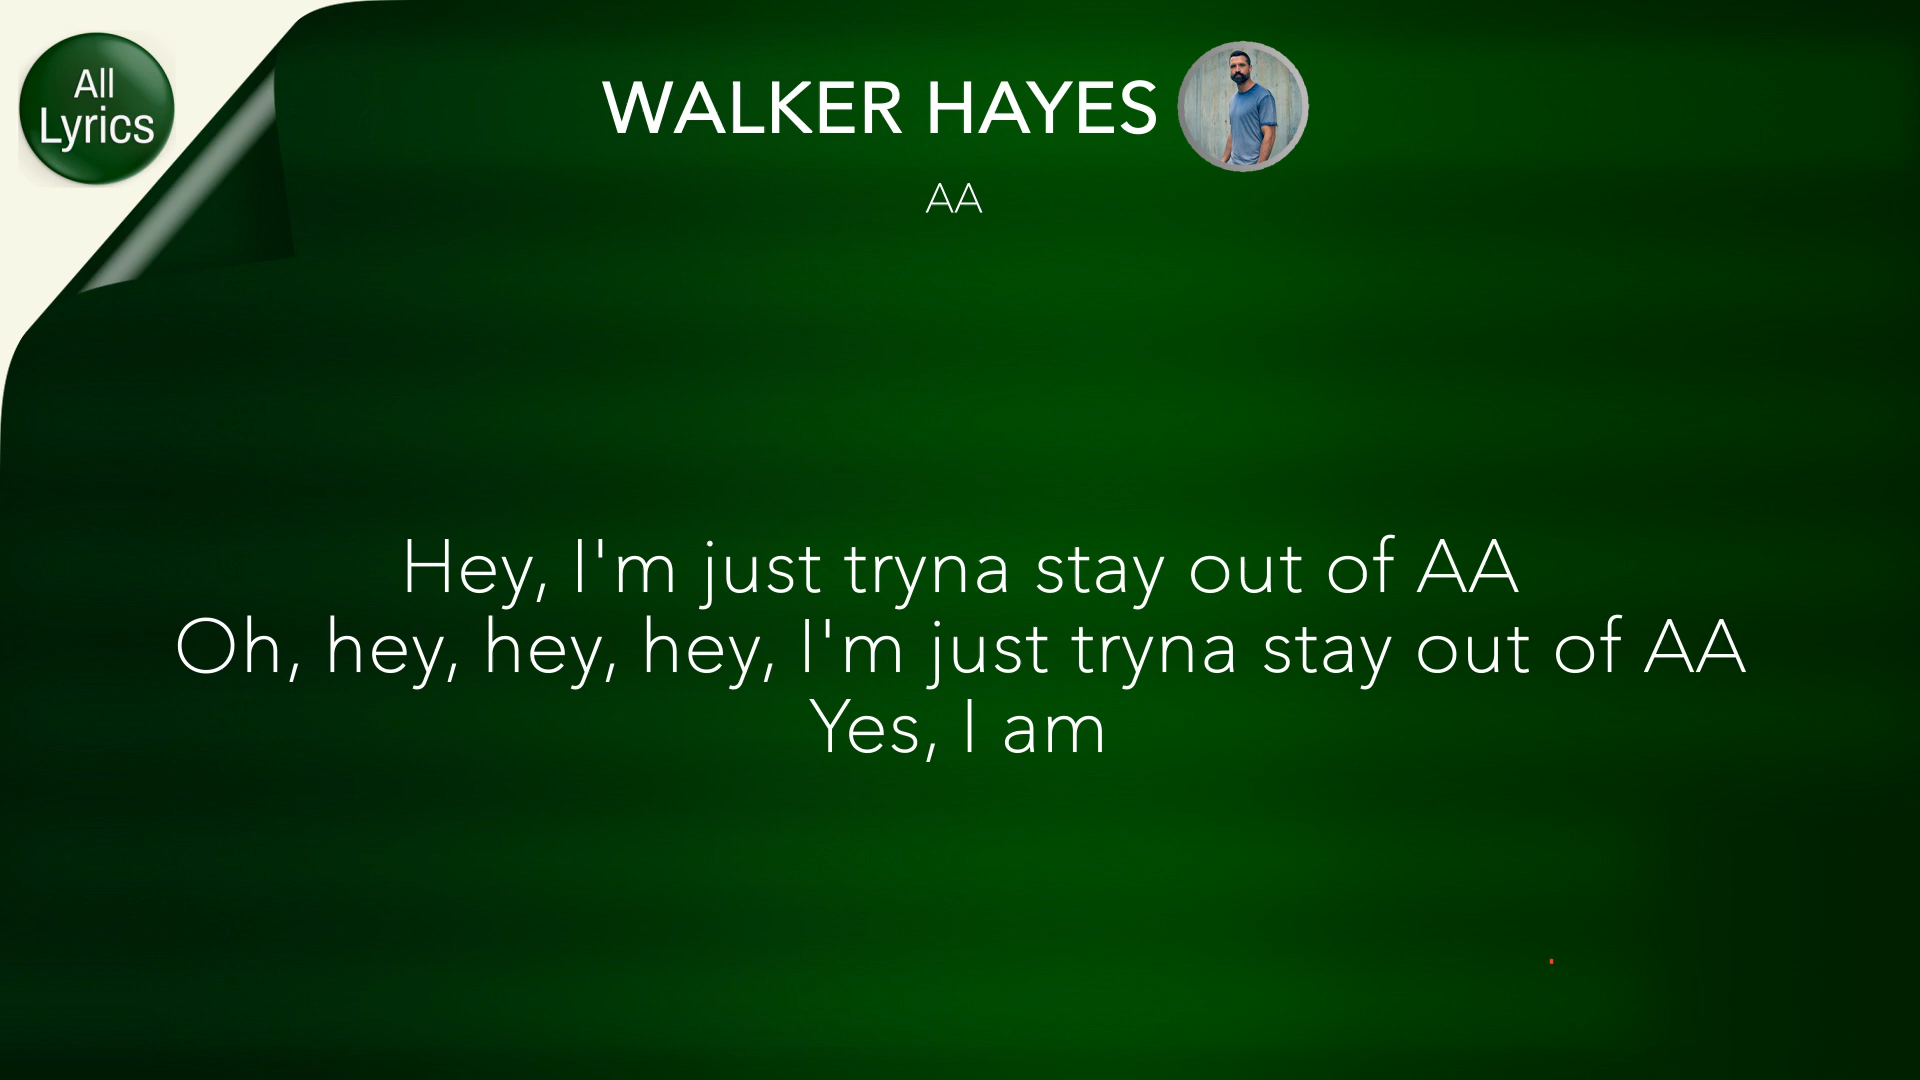 All
Lyrics
WALKER HAYES
AA
Hey, I'm just tryna stay out of AA
Oh, hey, hey, hey, I'm just tryna stay out of AA
Yes, I am